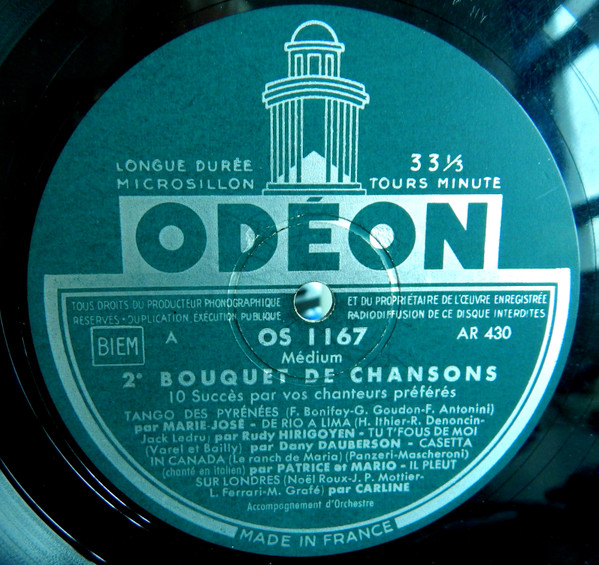 LONGUE DURÉE
MICROSILLON
33⅓
TOURS MINUTE
ODÉON
TOUS DROITS DU PRODUCTEUR PHONOGRAPHIQUE
RÉSERVÉS • DUPLICATION, EXÉCUTION PUBLIQUE
ET DU PROPRIÉTAIRE DE L'ŒUVRE ENREGISTRÉE
RADIODIFFUSION DE CE DISQUE INTERDITES
BIEM
A
OS 1167
AR 430
Médium
2e BOUQUET DE CHANSONS
10 Succès par vos chanteurs préférés
TANGO DES PYRÉNÉES (F. Bonifay-G. Goudon-F. Antonini)
par MARIE-JOSÉ - DE RIO A LIMA (H. Ithier-R. Denoncin-
Jack Ledru) par Rudy HIRIGOYEN - TU T'FOUS DE MOI
(Varel et Bailly) par Dany DAUBERSON - CASETTA
IN CANADA (Le ranch de Maria) (Panzeri-Mascheroni)
(chanté en italien) par PATRICE et MARIO - IL PLEUT
SUR LONDRES (Noël Roux-J. P. Mottier-
L. Ferrari-M. Grafé) par CARLINE
Accompagnement d'Orchestre
MADE IN FRANCE